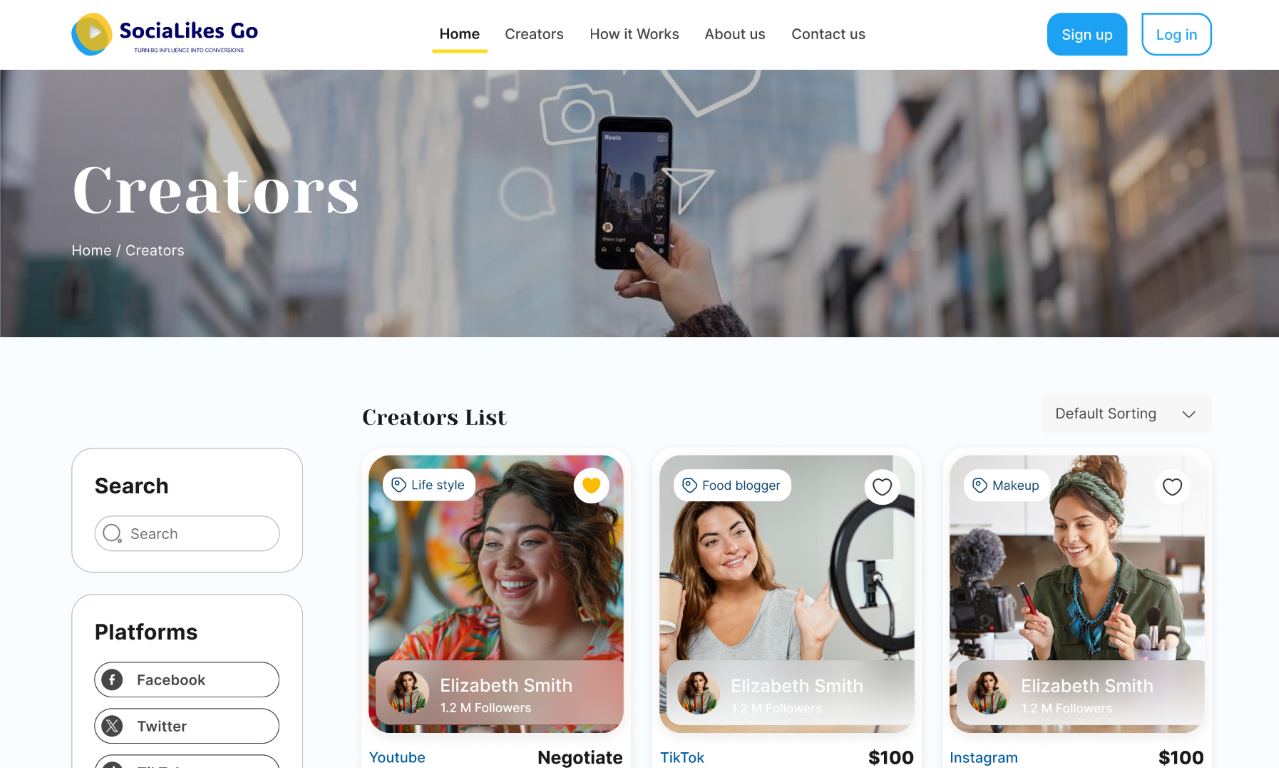 SociaLikes Go
TURNING INFLUENCE INTO CONVERSIONS
Home
Creators
How it Works
About us
Contact us
Sign up
Log in
Reels
Creators
Home / Creators
Creators List
Default Sorting
Search
Search
Platforms
Facebook
Twitter
Life style
Elizabeth Smith
1.2 M Followers
Youtube
Negotiate
Food blogger
Elizabeth Smith
1.2 M Followers
TikTok
$100
Makeup
Elizabeth Smith
1.2 M Followers
Instagram
$100